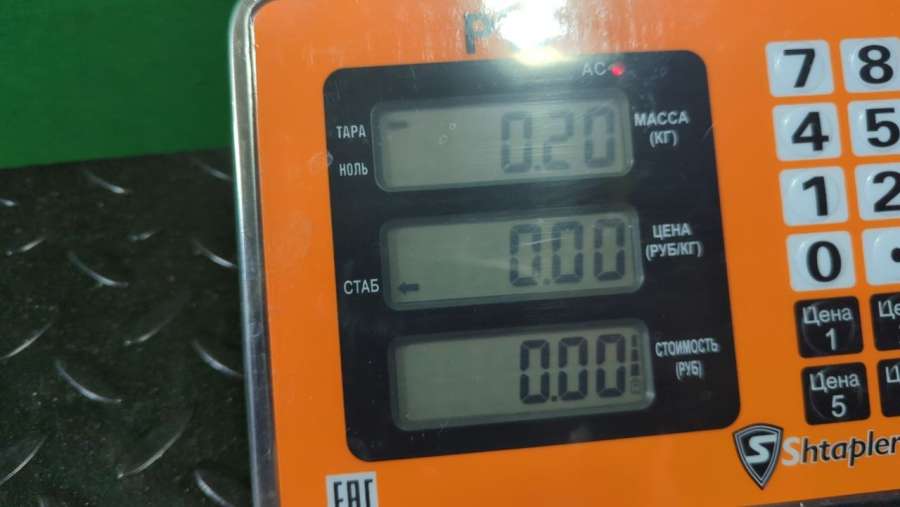 P
AC
ТАРА
НОЛЬ
0.20
МАССА
(КГ)
СТАБ
0.00
ЦЕНА
(РУБ/КГ)
0.00
СТОИМОСТЬ
(РУБ)
7 8
4 5
1 2
0 .
Цена
1
Цена
5
S Shtapler
EAC